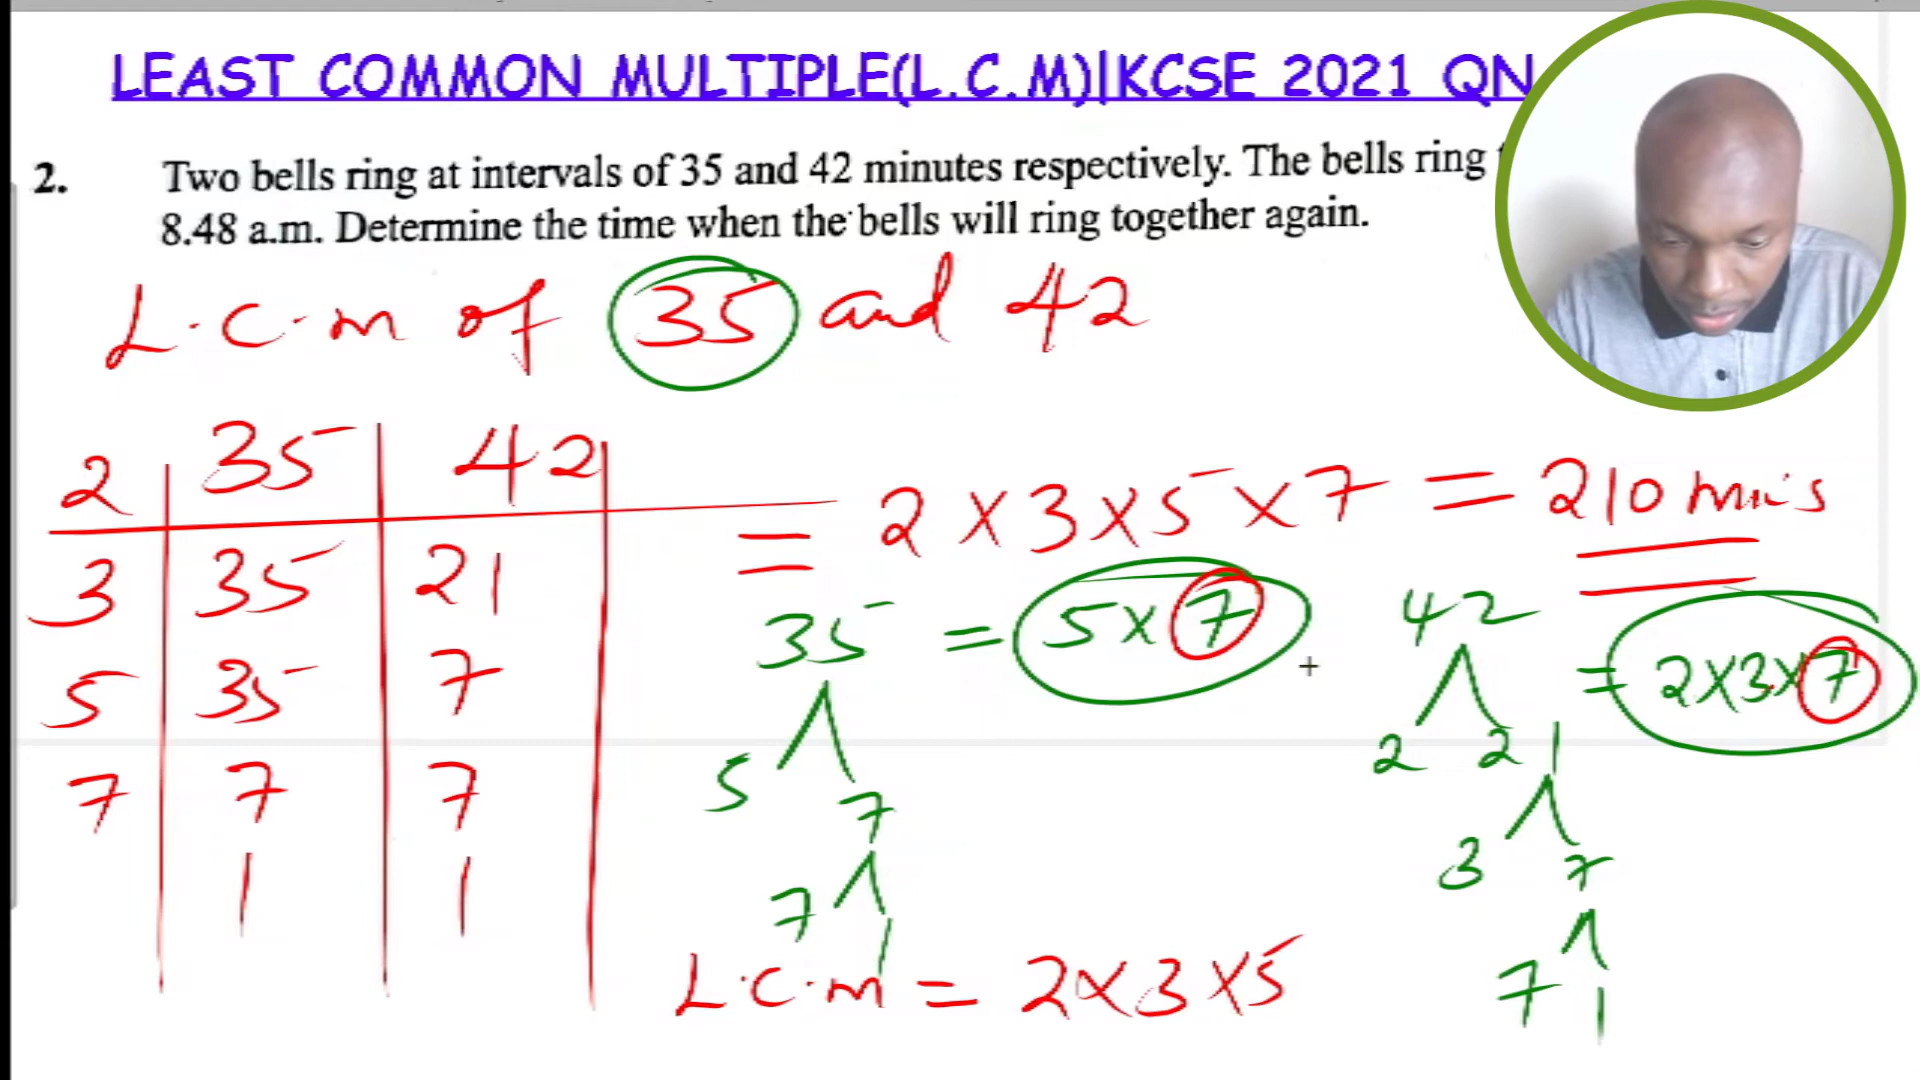 LEAST COMMON MULTIPLE(L.C.M)|KCSE 2021 QN
2. Two bells ring at intervals of 35 and 42 minutes respectively. The bells ring
8.48 a.m. Determine the time when the bells will ring together again.
L.C.M of 35 and 42
2 35 42
3 35 21
5 35 7
7 7 7
1 1
= 2 × 3 × 5 × 7 = 210 mins
35 = 5 × 7
5 7
7 1
42 = 2 × 3 × 7
2 21
3 7
7 1
L.C.M = 2 × 3 × 5